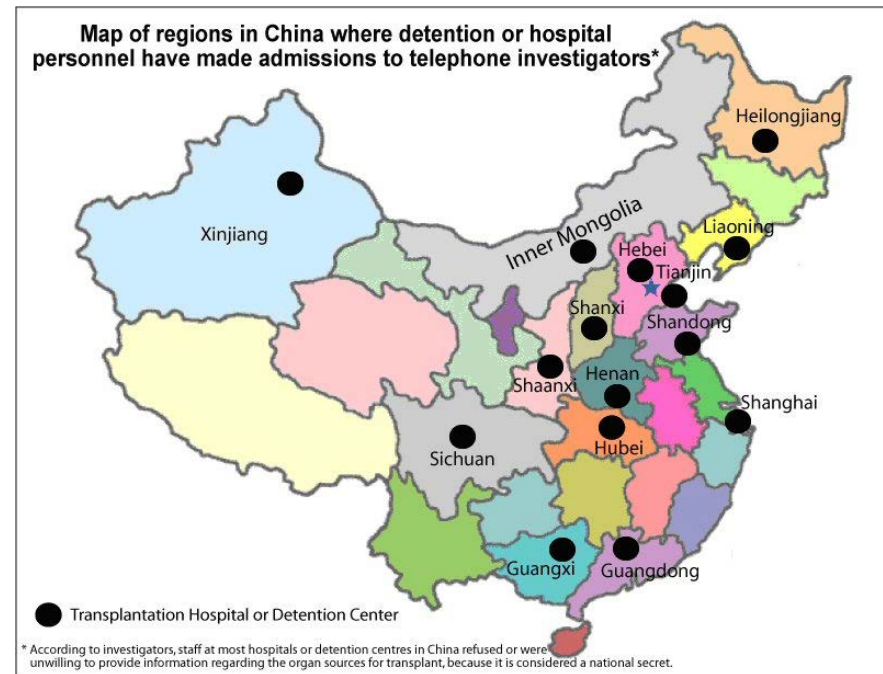 Map of regions in China where detention or hospital
personnel have made admissions to telephone investigators*
Heilongjiang
Xinjiang
Inner Mongolia
Liaoning
Hebei
Tianjin
Shanxi
Shandong
Shaanxi
Henan
Shanghai
Sichuan
Hubei
Guangxi
Guangdong
Transplantation Hospital or Detention Center
* According to investigators, staff at most hospitals or detention centres in China refused or were
unwilling to provide information regarding the organ sources for transplant, because it is considered a national secret.